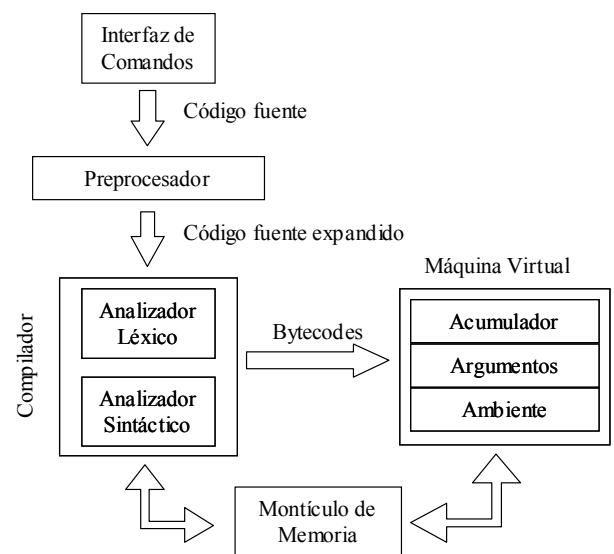 Interfaz de
Comandos
Código fuente
Preprocesador
Código fuente expandido
Máquina Virtual
Compilador
Analizador
Léxico
Analizador
Sintáctico
Bytecodes
Acumulador
Argumentos
Ambiente
Montículo de
Memoria